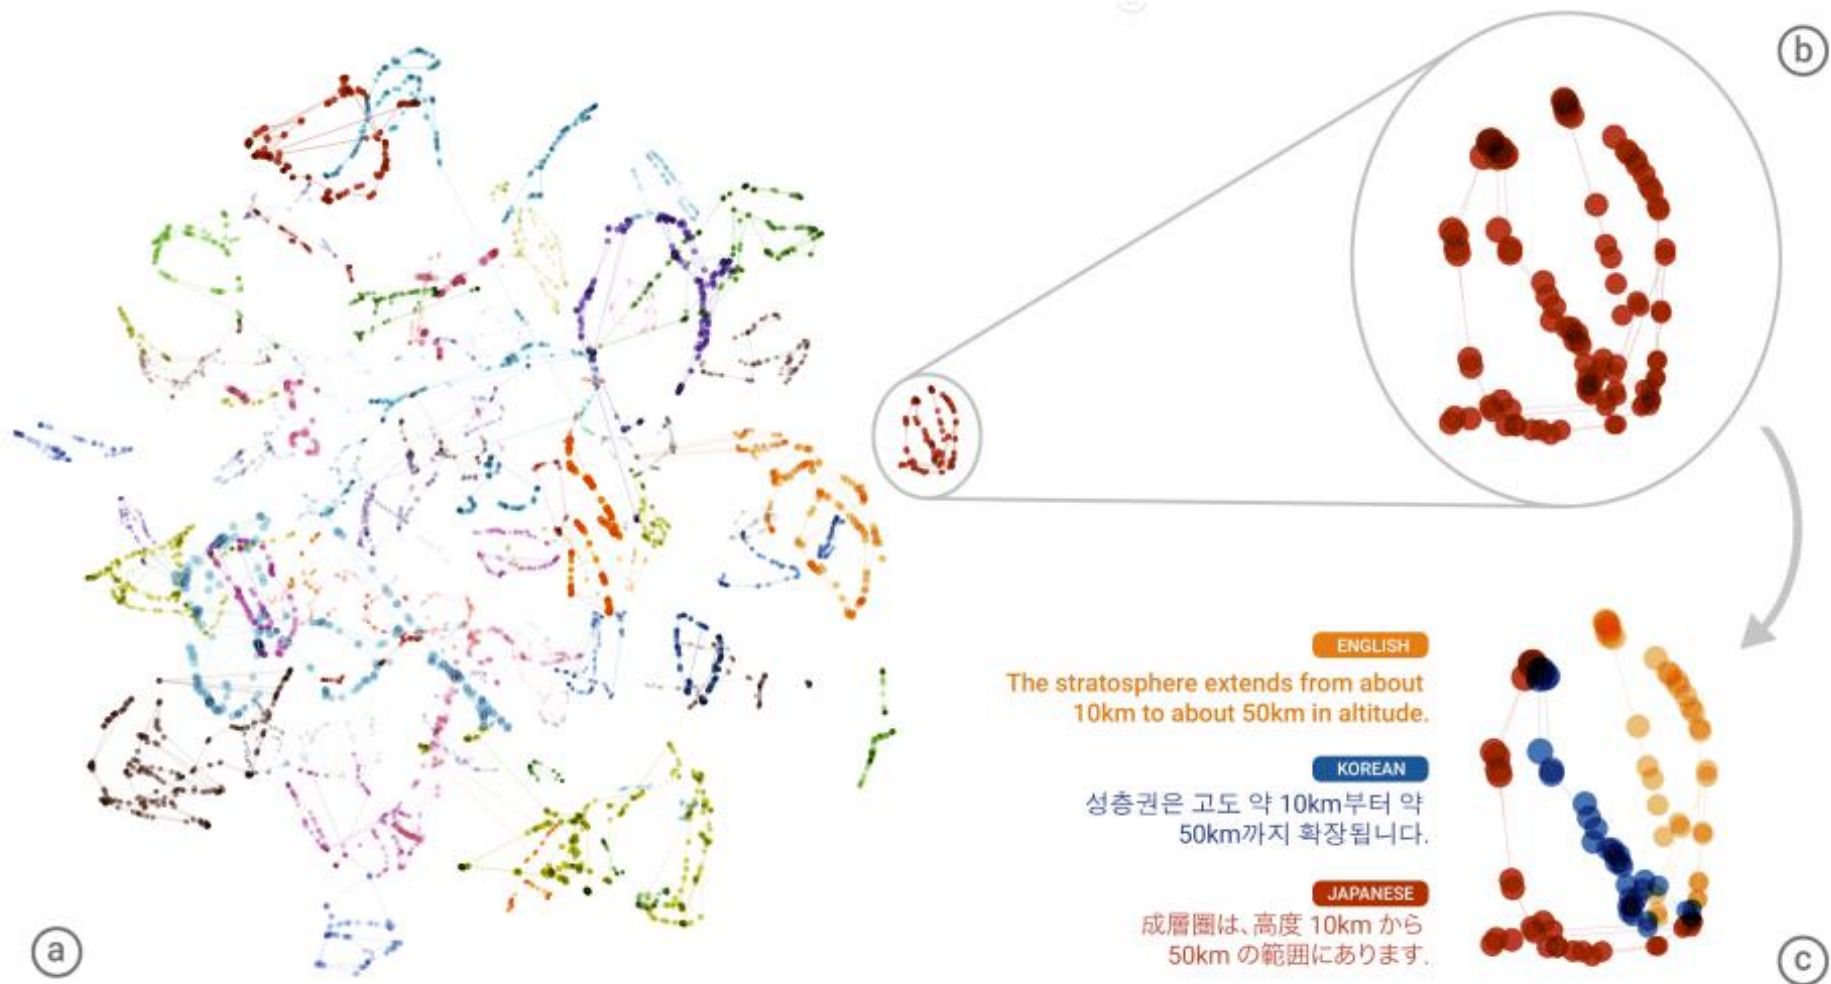 b
ENGLISH
The stratosphere extends from about
10km to about 50km in altitude.
KOREAN
성층권은 고도 약 10km부터 약
50km까지 확장됩니다.
JAPANESE
成層圏は、高度 10km から
50km の範囲にあります.
a
c